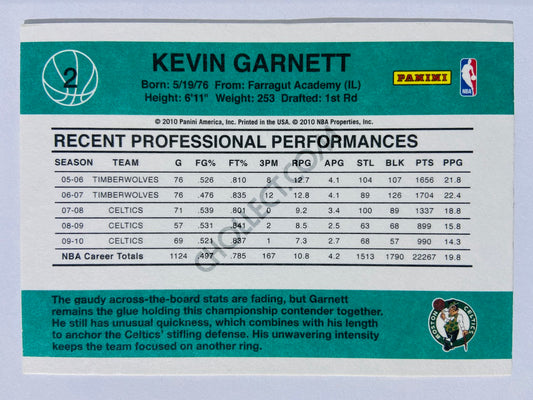 2
KEVIN GARNETT
Born: 5/19/76 From: Farragut Academy (IL)
Height: 6'11" Weight: 253 Drafted: 1st Rd
PANINI
NBA
© 2010 Panini America, Inc. Printed in the USA. © 2010 NBA Properties, Inc.
RECENT PROFESSIONAL PERFORMANCES
SEASON TEAM G FG% FT% 3PM RPG APG STL BLK PTS PPG
05-06 TIMBERWOLVES 76 .526 .810 8 12.7 4.1 104 107 1656 21.8
06-07 TIMBERWOLVES 76 .476 .835 12 12.8 4.1 89 126 1704 22.4
07-08 CELTICS 71 .539 .801 0 9.2 3.4 100 89 1337 18.8
08-09 CELTICS 57 .531 .841 2 8.5 2.5 63 68 899 15.8
09-10 CELTICS 69 .521 .837 1 7.3 2.7 68 57 990 14.3
NBA Career Totals 1124 .497 .785 167 10.8 4.2 1513 1790 22267 19.8
CHOLLECT.COM
The gaudy across-the-board stats are fading, but Garnett
remains the glue holding this championship contender together.
He still has unusual quickness, which combines with his length
to anchor the Celtics' stifling defense. His unwavering intensity
keeps the team focused on another ring.
BOSTON CELTICS